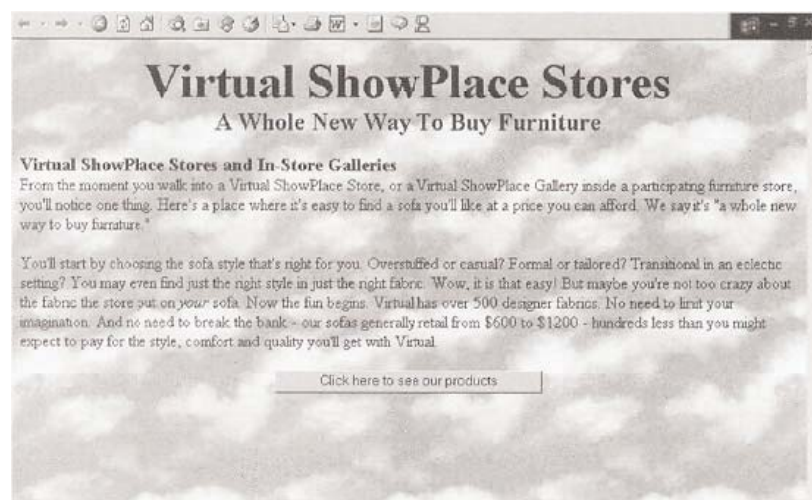 Virtual ShowPlace Stores
A Whole New Way To Buy Furniture
Virtual ShowPlace Stores and In-Store Galleries
From the moment you walk into a Virtual ShowPlace Store, or a Virtual ShowPlace Gallery inside a participating furniture store,
you'll notice one thing. Here's a place where it's easy to find a sofa you'll like at a price you can afford. We say it's "a whole new
way to buy furniture."
You'll start by choosing the sofa style that's right for you. Overstuffed or casual? Formal or tailored? Transitional in an eclectic
setting? You may even find just the right style in just the right fabric. Wow, it is that easy! But maybe you're not too crazy about
the fabric the store put on your sofa. Now the fun begins. Virtual has over 500 designer fabrics. No need to limit your
imagination. And no need to break the bank - our sofas generally retail from $600 to $1200 - hundreds less than you might
expect to pay for the style, comfort and quality you'll get with Virtual.
Click here to see our products